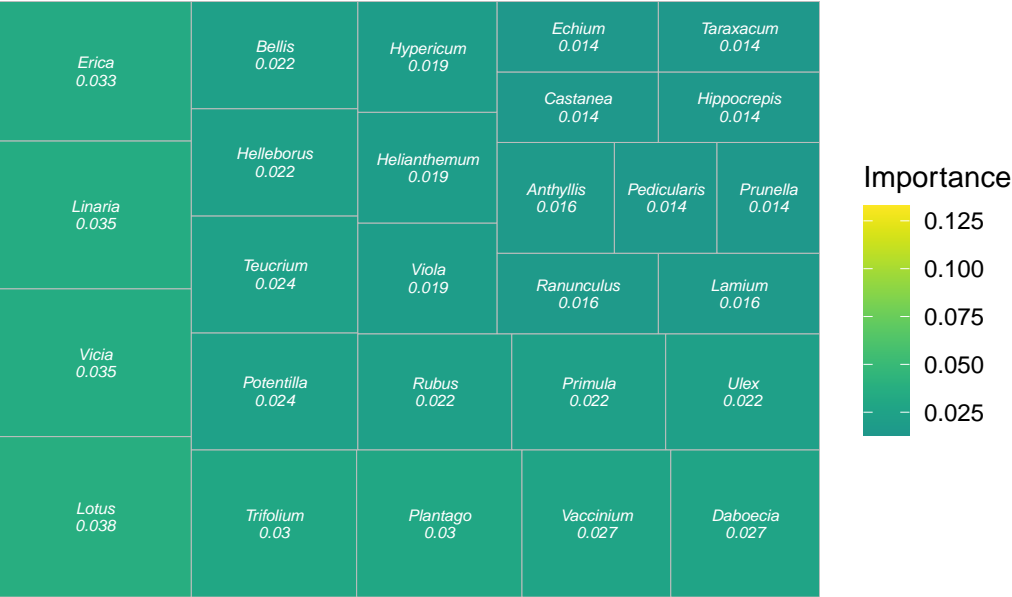 Erica
0.033
Linaria
0.035
Vicia
0.035
Lotus
0.038
Bellis
0.022
Helleborus
0.022
Teucrium
0.024
Potentilla
0.024
Trifolium
0.03
Hypericum
0.019
Helianthemum
0.019
Viola
0.019
Rubus
0.022
Plantago
0.03
Echium
0.014
Taraxacum
0.014
Castanea
0.014
Hippocrepis
0.014
Anthyllis
0.016
Pedicularis
0.014
Prunella
0.014
Ranunculus
0.016
Lamium
0.016
Primula
0.022
Ulex
0.022
Vaccinium
0.027
Daboecia
0.027
Importance
0.125
0.100
0.075
0.050
0.025